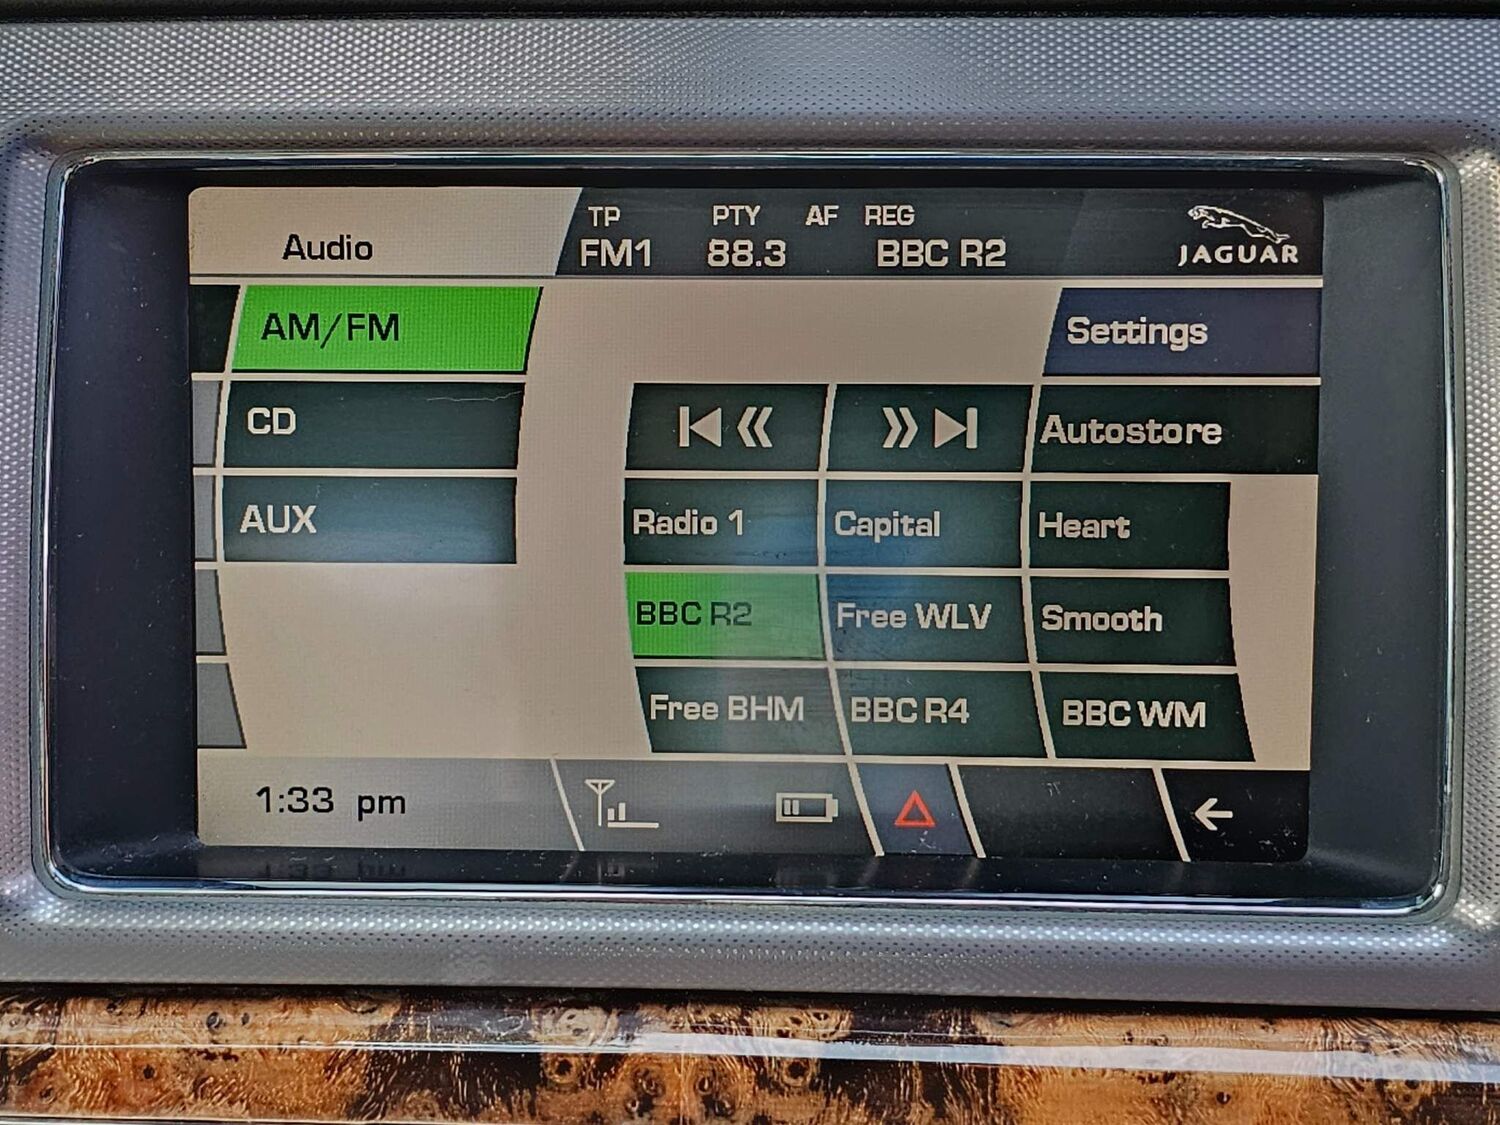 TP PTY AF REG
Audio FM1 88.3 BBC R2 JAGUAR
AM/FM Settings
CD Autostore
AUX Radio 1 Capital Heart
BBC R2 Free WLV Smooth
Free BHM BBC R4 BBC WM
1:33 pm